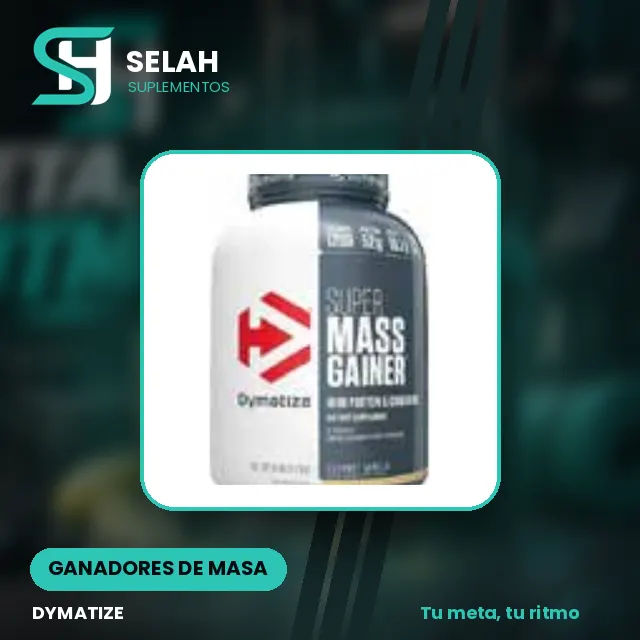 SELAH
SUPLEMENTOS
SUPER
MASS
GAINER
Dymatize
GANADORES DE MASA
DYMATIZE
Tu meta, tu ritmo